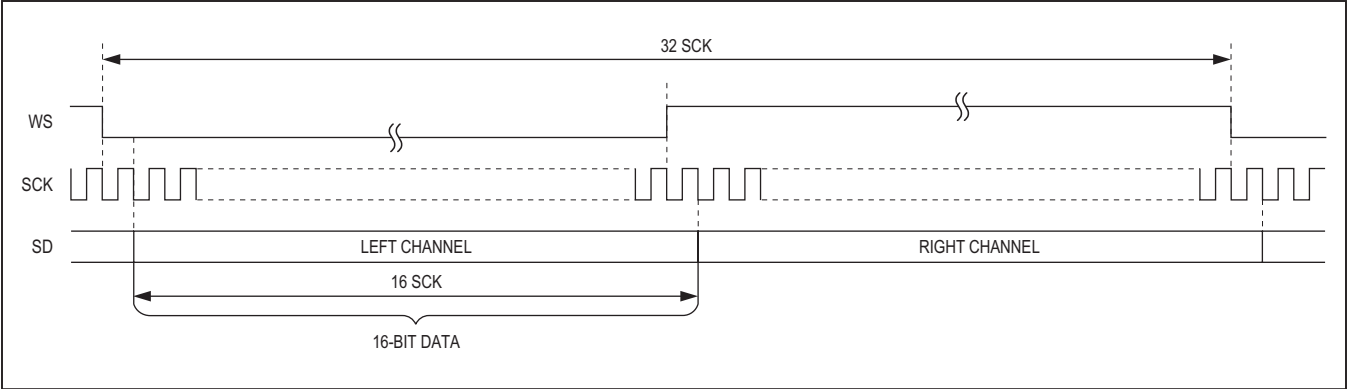 32 SCK
WS
SCK
SD
LEFT CHANNEL
RIGHT CHANNEL
16 SCK
16-BIT DATA